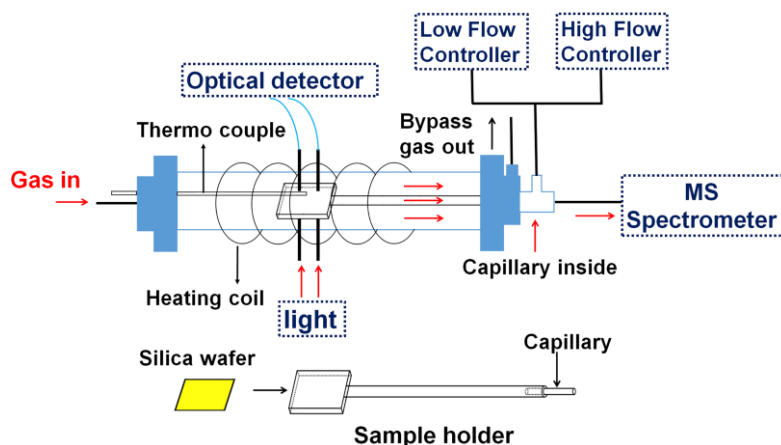 Low Flow
Controller
High Flow
Controller
Optical detector
Thermo couple
Bypass
gas out
Gas in
MS
Spectrometer
Heating coil
light
Capillary inside
Silica wafer
Capillary
Sample holder